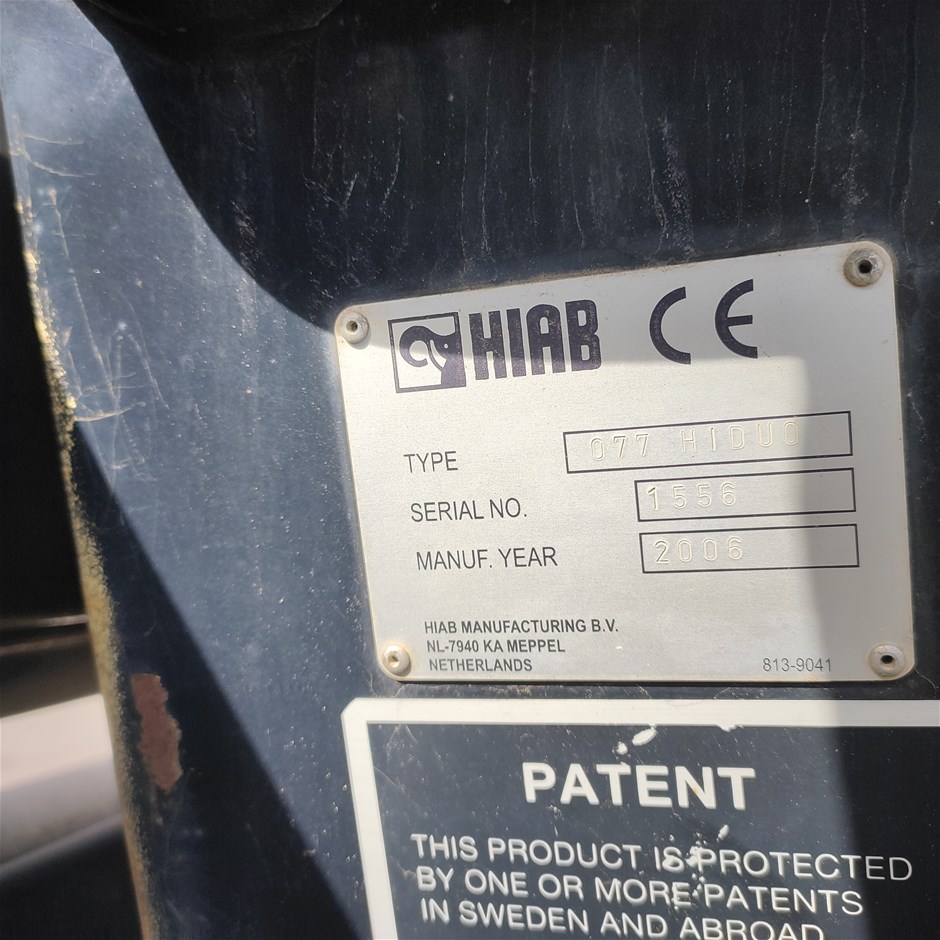 HIAB CE
TYPE 077 HIDUO
SERIAL NO. 1556
MANUF. YEAR 2006
HIAB MANUFACTURING B.V.
NL-7940 KA MEPPEL
NETHERLANDS 813-9041
PATENT
THIS PRODUCT IS PROTECTED
BY ONE OR MORE PATENTS
IN SWEDEN AND ABROAD